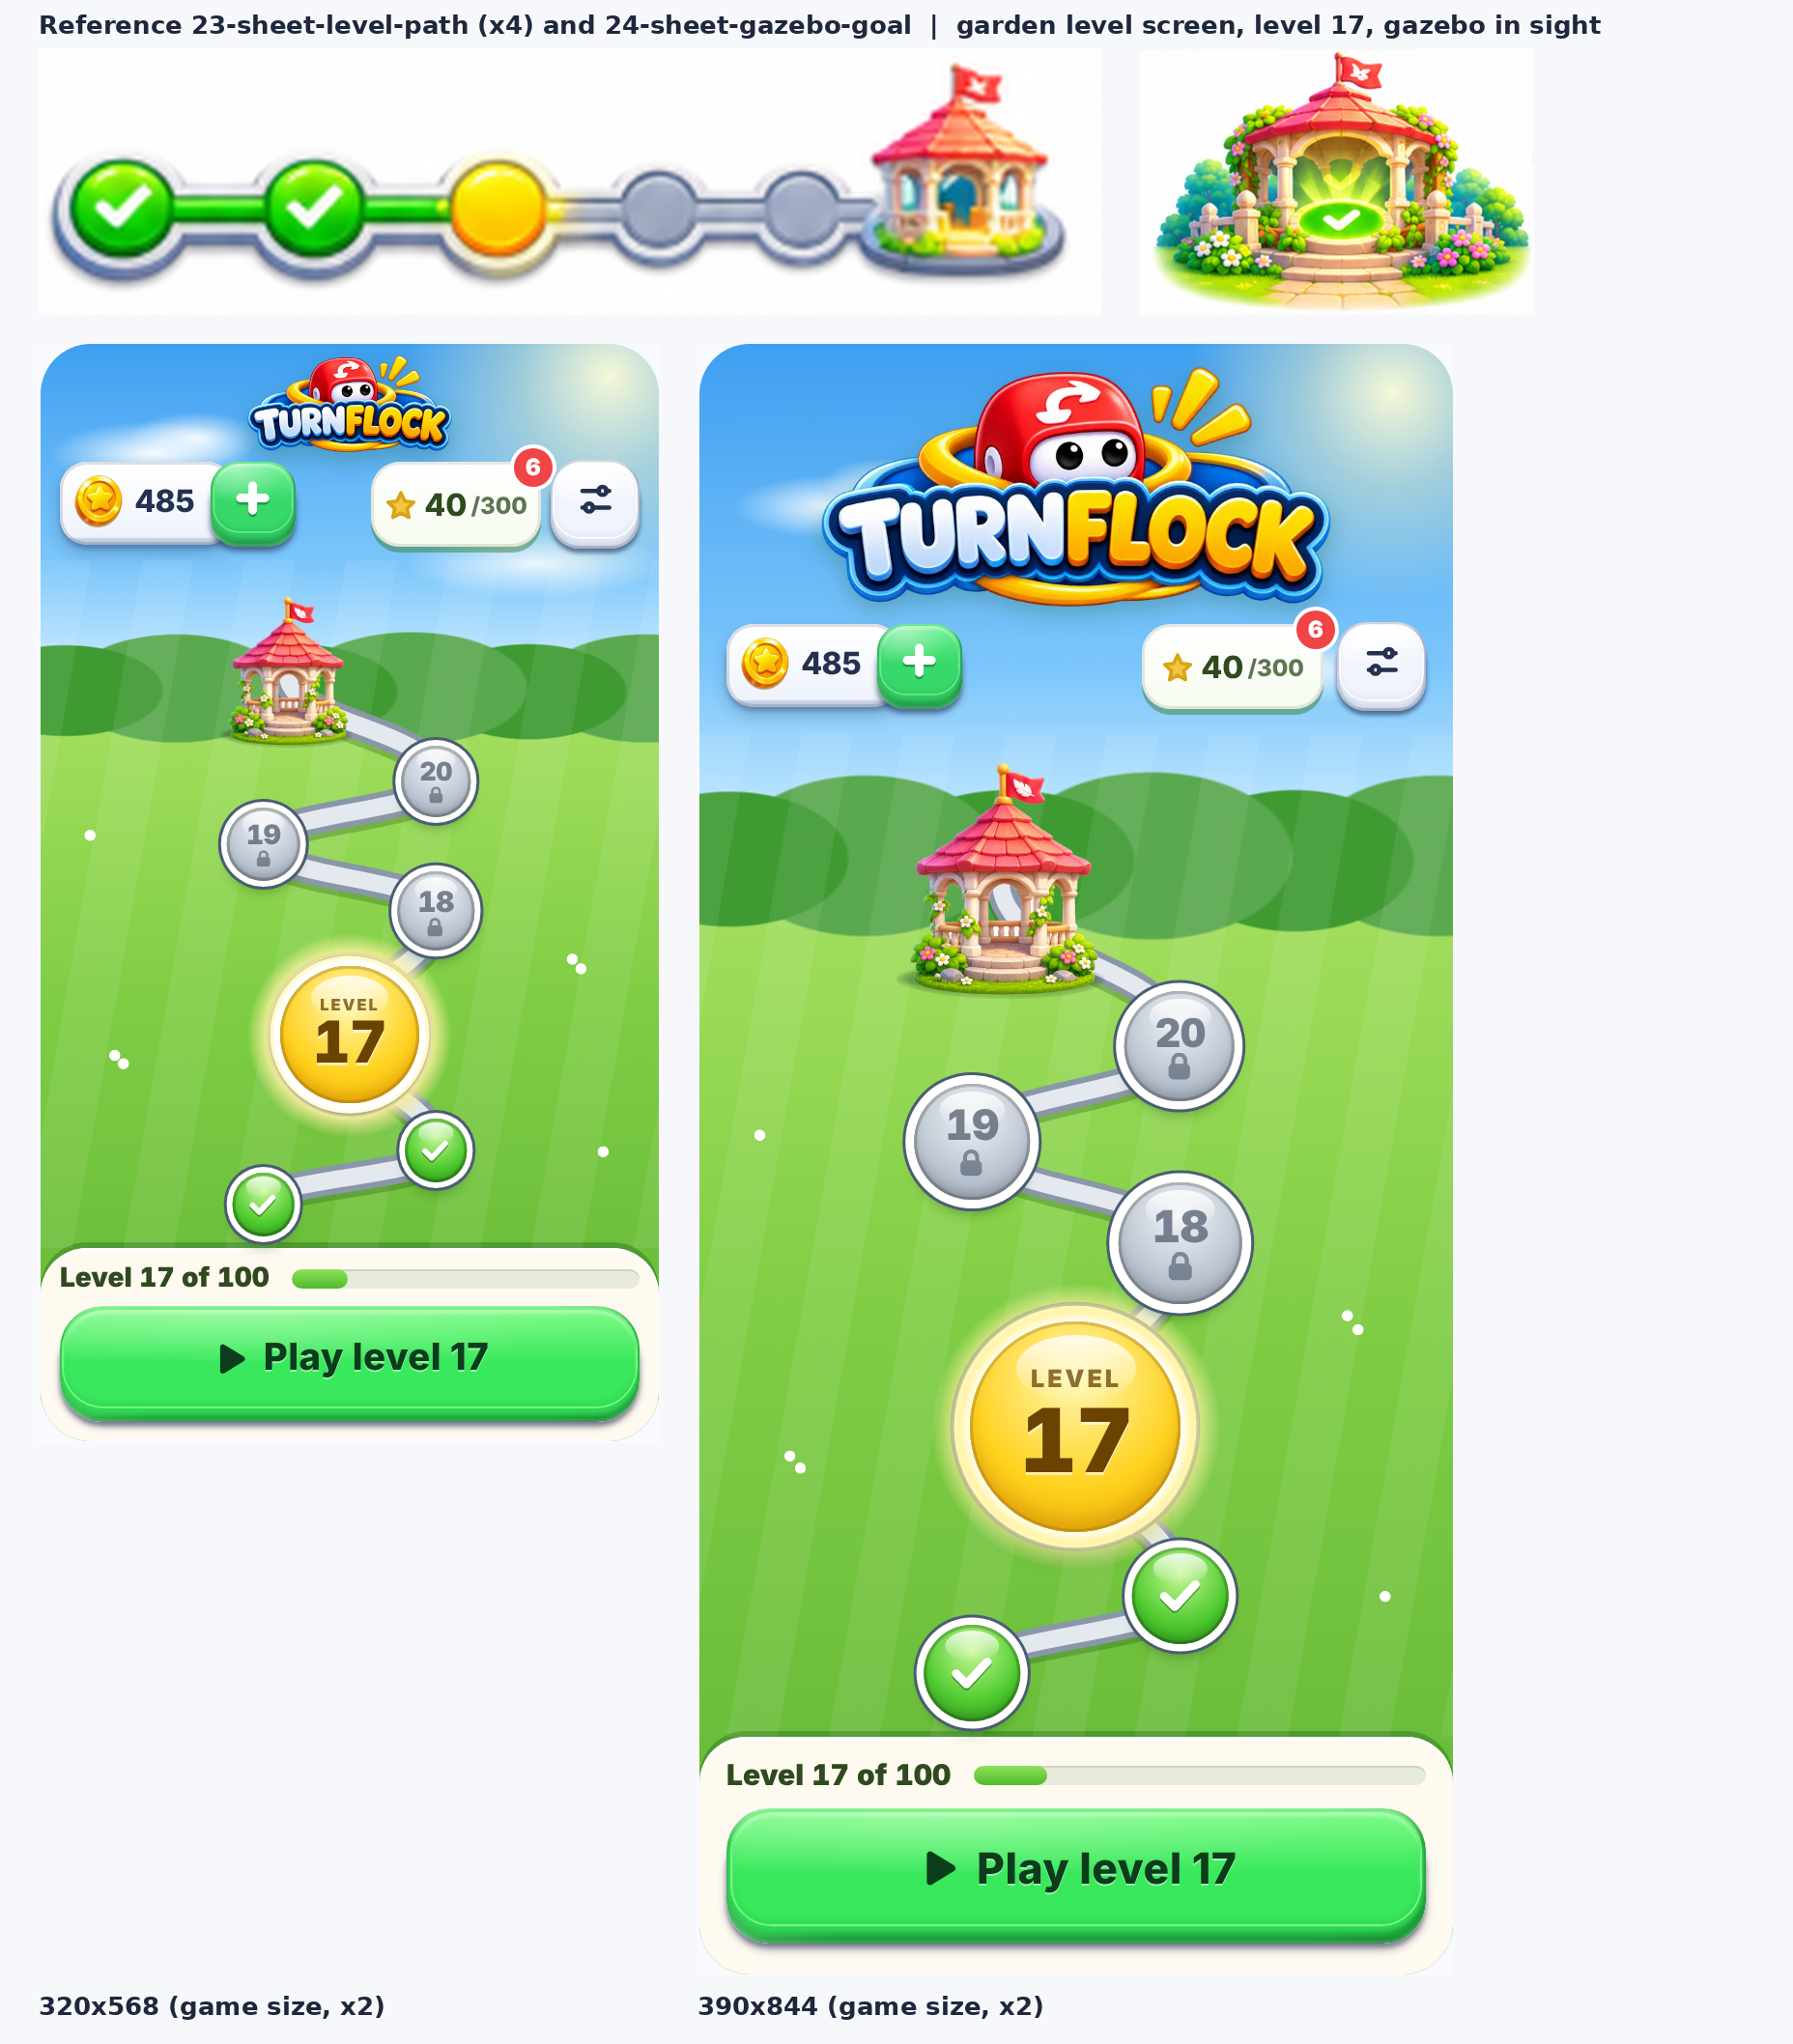 Reference 23-sheet-level-path (x4) and 24-sheet-gazebo-goal | garden level screen, level 17, gazebo in sight
TURNFLOCK
485
40/300
6
20
19
18
LEVEL
17
Level 17 of 100
Play level 17
320x568 (game size, x2)
TURNFLOCK
485
40/300
6
20
19
18
LEVEL
17
Level 17 of 100
Play level 17
390x844 (game size, x2)